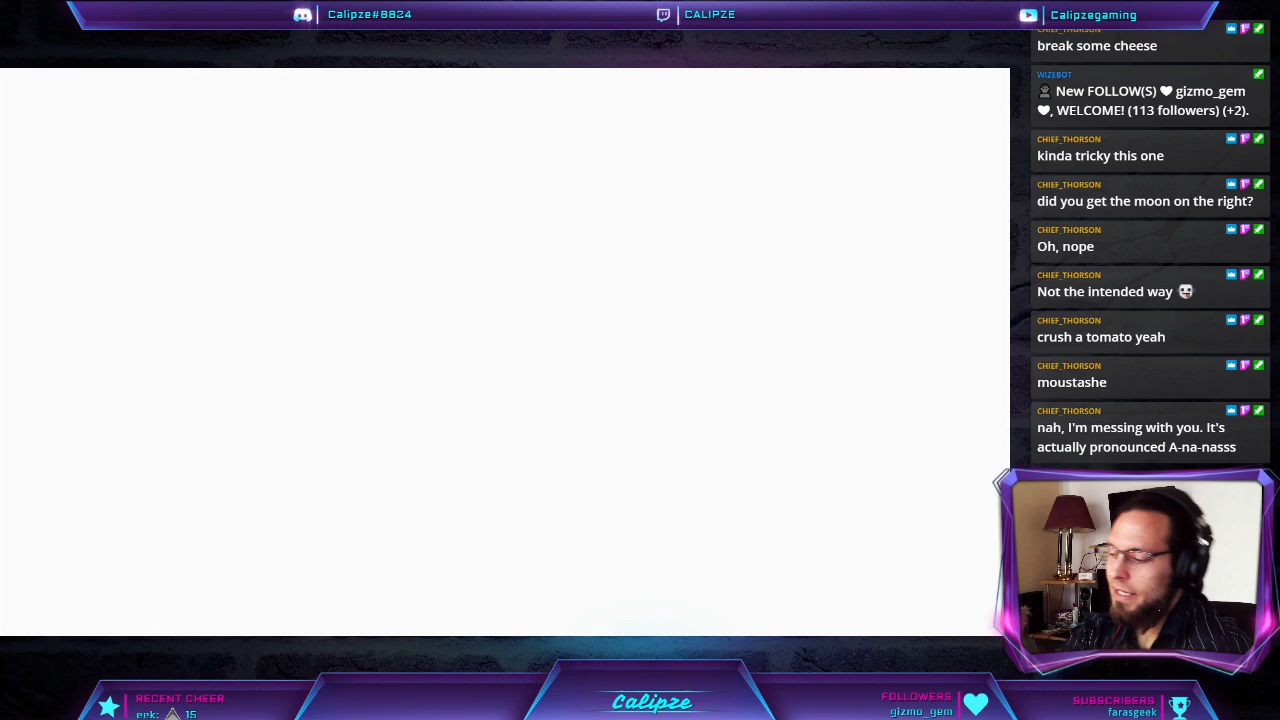 Calipze#8824
CALIPZE
Calipzegaming
CHIEF_THORSON
break some cheese
WIZEBOT
New FOLLOW(S) gizmo_gem
, WELCOME! (113 followers) (+2).
CHIEF_THORSON
kinda tricky this one
CHIEF_THORSON
did you get the moon on the right?
CHIEF_THORSON
Oh, nope
CHIEF_THORSON
Not the intended way
CHIEF_THORSON
crush a tomato yeah
CHIEF_THORSON
moustashe
CHIEF_THORSON
nah, I'm messing with you. It's
actually pronounced A-na-nasss
RECENT CHEER
15
Calipze
FOLLOWERS
gizmo_gem
SUBSCRIBERS
farasgeek